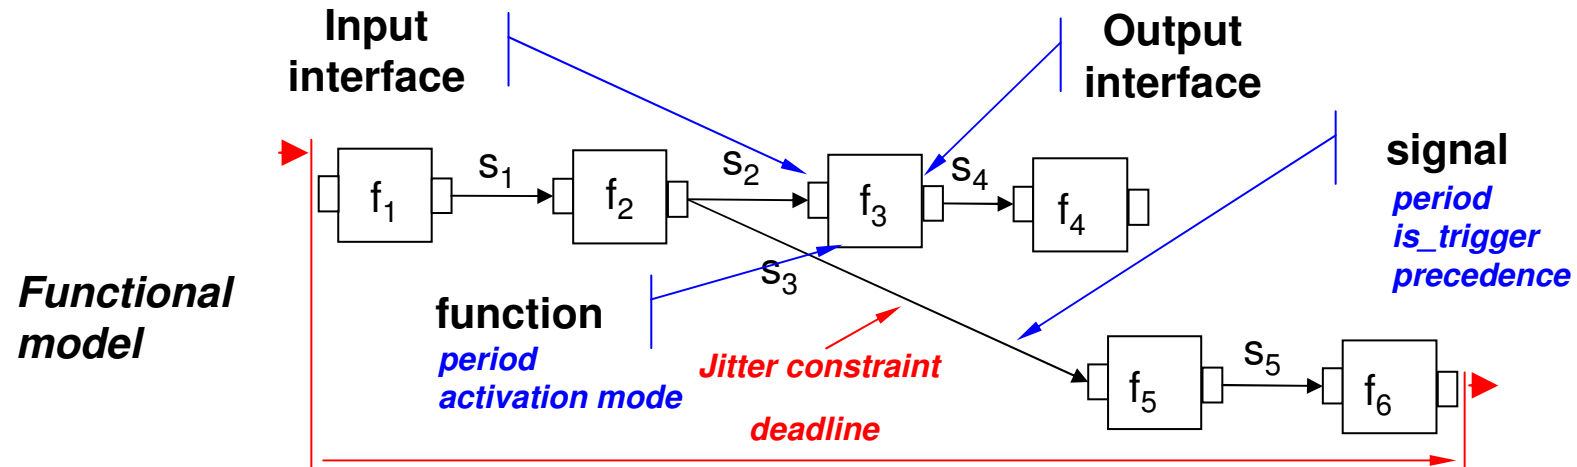 Input
interface
Output
interface
signal
period
is_trigger
precedence
f1
s1
f2
s2
f3
s4
f4
s3
Functional
model
function
period
activation mode
Jitter constraint
deadline
f5
s5
f6